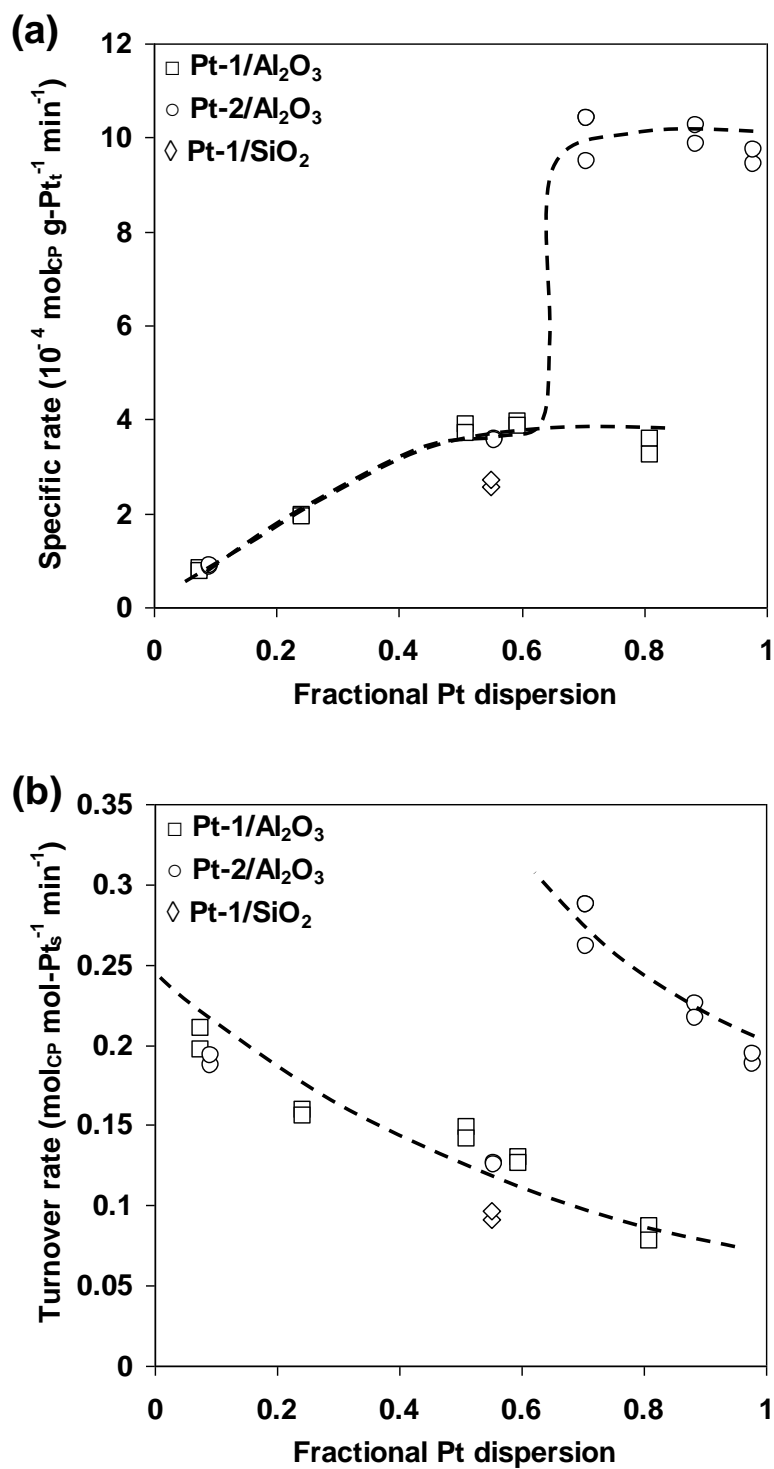 (a)
12
10
8
6
4
2
0
Specific rate (10⁻⁴ mol_CP g-Pt_t⁻¹ min⁻¹)
Pt-1/Al₂O₃
Pt-2/Al₂O₃
Pt-1/SiO₂
0 0.2 0.4 0.6 0.8 1
Fractional Pt dispersion
(b)
0.35
0.3
0.25
0.2
0.15
0.1
0.05
0
Turnover rate (mol_CP mol-Pt_s⁻¹ min⁻¹)
Pt-1/Al₂O₃
Pt-2/Al₂O₃
Pt-1/SiO₂
0 0.2 0.4 0.6 0.8 1
Fractional Pt dispersion